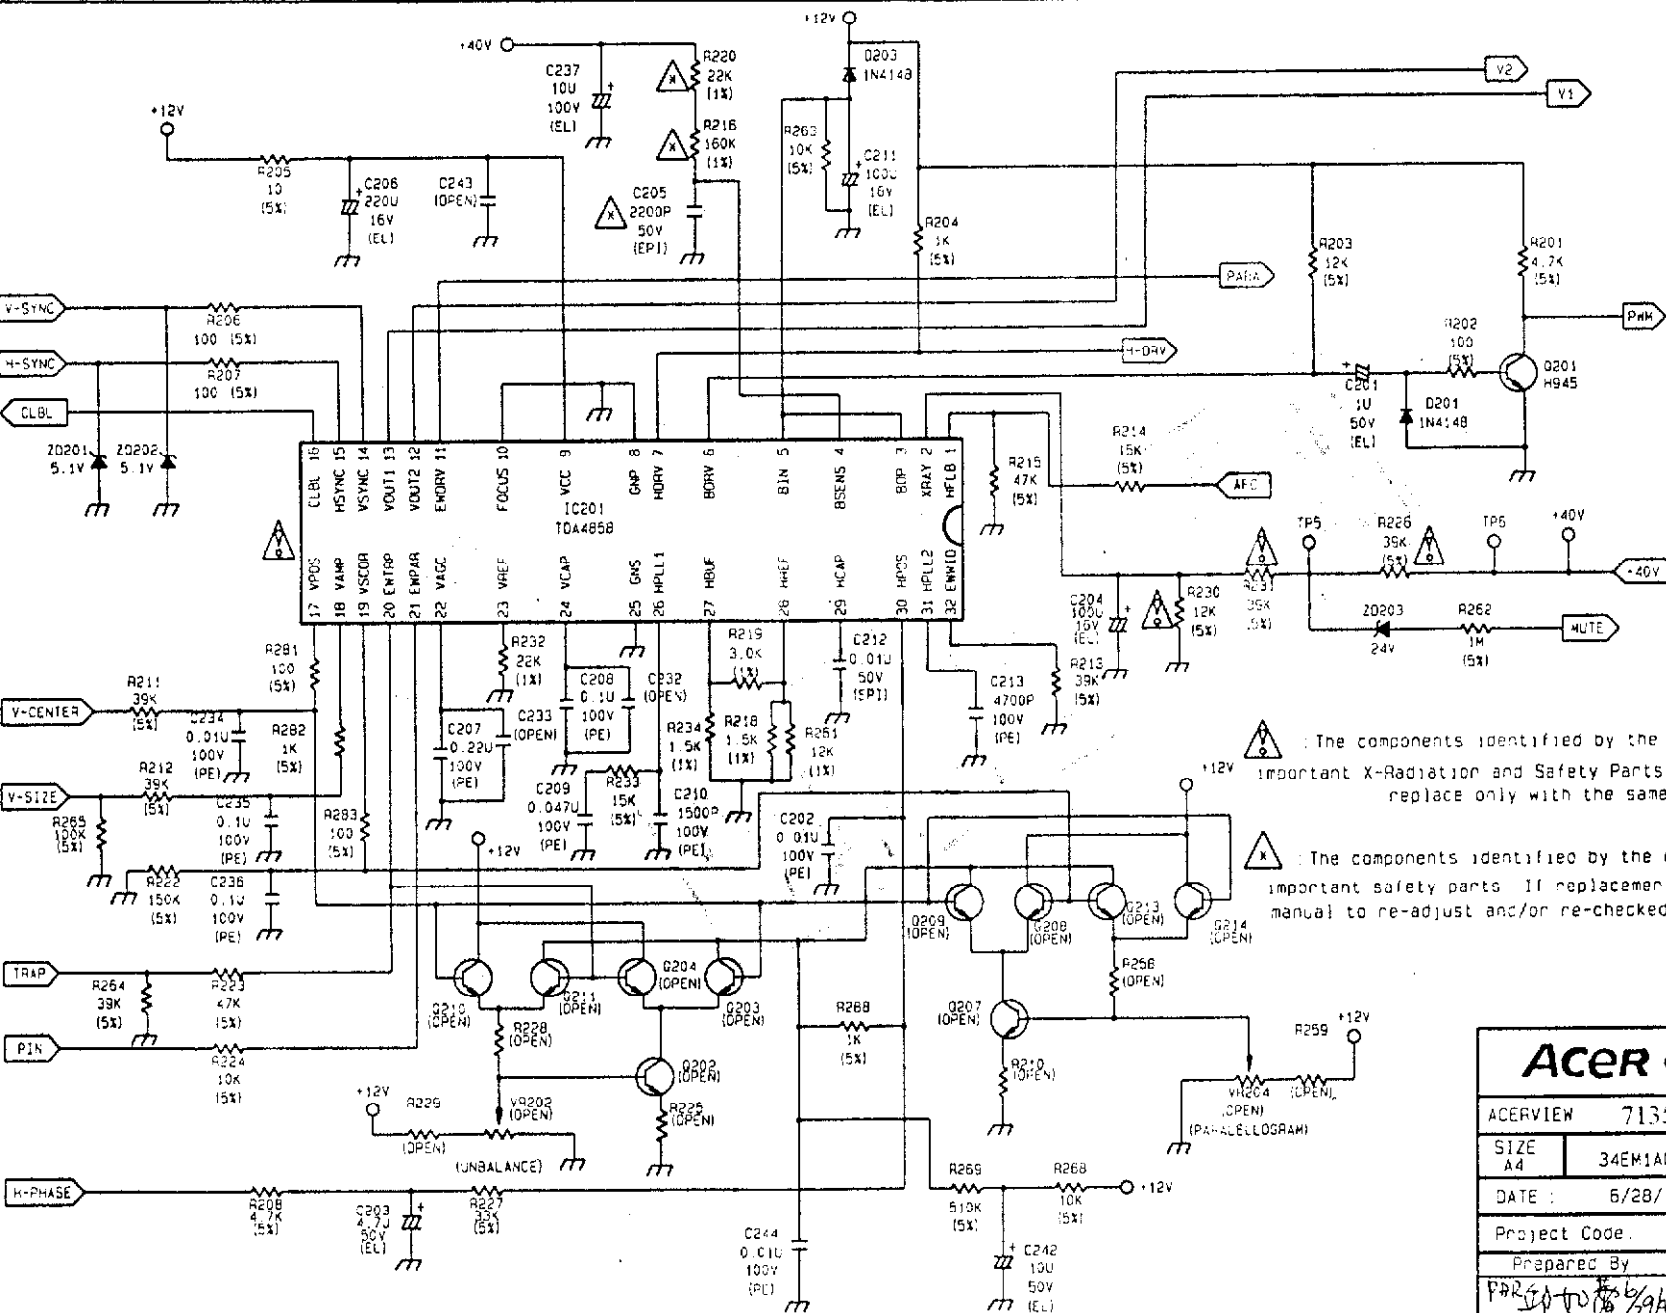 +12V
+40V
C237
10U
100V
(EL)
R220
22K
(1%)
R216
160K
(1%)
C205
2200P
50V
(EPI)
D203
1N4148
R263
10K
(5%)
C211
100U
16V
(EL)
V2
V1
+12V
R205
10
(5%)
C206
220U
16V
(EL)
C243
(OPEN)
R204
1K
(5%)
R203
12K
(5%)
R201
4.7K
(5%)
PARA
V-SYNC
R206
100 (5%)
H-SYNC
R207
100 (5%)
CLBL
H-DRV
PWM
R202
100
(5%)
C201
1U
50V
(EL)
D201
1N4148
Q201
H945
ZD201
5.1V
ZD202
5.1V
CLBL 16
HSYNC 15
VSYNC 14
VOUT1 13
VOUT2 12
EWDRV 11
FOCUS 10
VCC 9
GNP 8
HDRV 7
BDRV 6
BIN 5
BSENS 4
BOP 3
XRAY 2
HFLB 1
IC201
TDA4858
17 VPOS
18 VAMP
19 VSCOR
20 EWTRP
21 EWPAR
22 VAGC
23 VREF
24 VCAP
25 GNS
26 HPLL1
27 HBUF
28 HREF
29 HCAP
30 HPOS
31 HPLL2
32 EWWID
R215
47K
(5%)
R214
15K
(5%)
AFC
TP5
R226
39K
(5%)
TP6
+40V
+40V
R231
39K
(5%)
C204
100U
16V
(EL)
R230
12K
(5%)
ZD203
24V
R262
1M
(5%)
MUTE
R281
100
(5%)
R232
22K
(1%)
R219
3.0K
(1%)
C212
0.01U
50V
(EPI)
R213
39K
(5%)
C213
4700P
100V
(PE)
V-CENTER
R211
39K
(5%)
C234
0.01U
100V
(PE)
R282
1K
(5%)
C207
0.22U
100V
(PE)
C233
(OPEN)
C208
0.1U
100V
(PE)
C232
(OPEN)
R234
1.5K
(1%)
R218
1.5K
(1%)
R261
12K
(1%)
V-SIZE
R212
39K
(5%)
R265
100K
(5%)
C235
0.1U
100V
(PE)
R283
100
(5%)
C209
0.047U
100V
(PE)
R233
15K
(5%)
C210
1500P
100V
(PE)
C202
0.01U
100V
(PE)
+12V
: The components identified by the
important X-Radiation and Safety Parts
replace only with the same
: The components identified by the
important safety parts If replacemen
manual to re-adjust and/or re-checked
R222
150K
(5%)
C236
0.1U
100V
(PE)
+12V
Q209
(OPEN)
Q208
(OPEN)
Q213
(OPEN)
Q214
(OPEN)
TRAP
R264
39K
(5%)
R223
47K
(5%)
Q210
(OPEN)
Q211
(OPEN)
Q204
(OPEN)
Q203
(OPEN)
R256
(OPEN)
PIN
R224
10K
(5%)
R228
(OPEN)
Q202
(OPEN)
R288
1K
(5%)
Q207
(OPEN)
R210
(OPEN)
R259
(OPEN)
+12V
VR204
(OPEN)
(PARALELLOGRAM)
+12V
R229
(OPEN)
VR202
(OPEN)
(UNBALANCE)
R225
(OPEN)
H-PHASE
R208
4.7K
(5%)
C203
4.7U
50V
(EL)
R227
33K
(5%)
C244
0.01U
100V
(PE)
R269
510K
(5%)
R268
10K
(5%)
+12V
C242
10U
50V
(EL)
Acer
ACERVIEW 7135
SIZE
A4
34EM1A
DATE : 6/28/
Project Code.
Prepared By